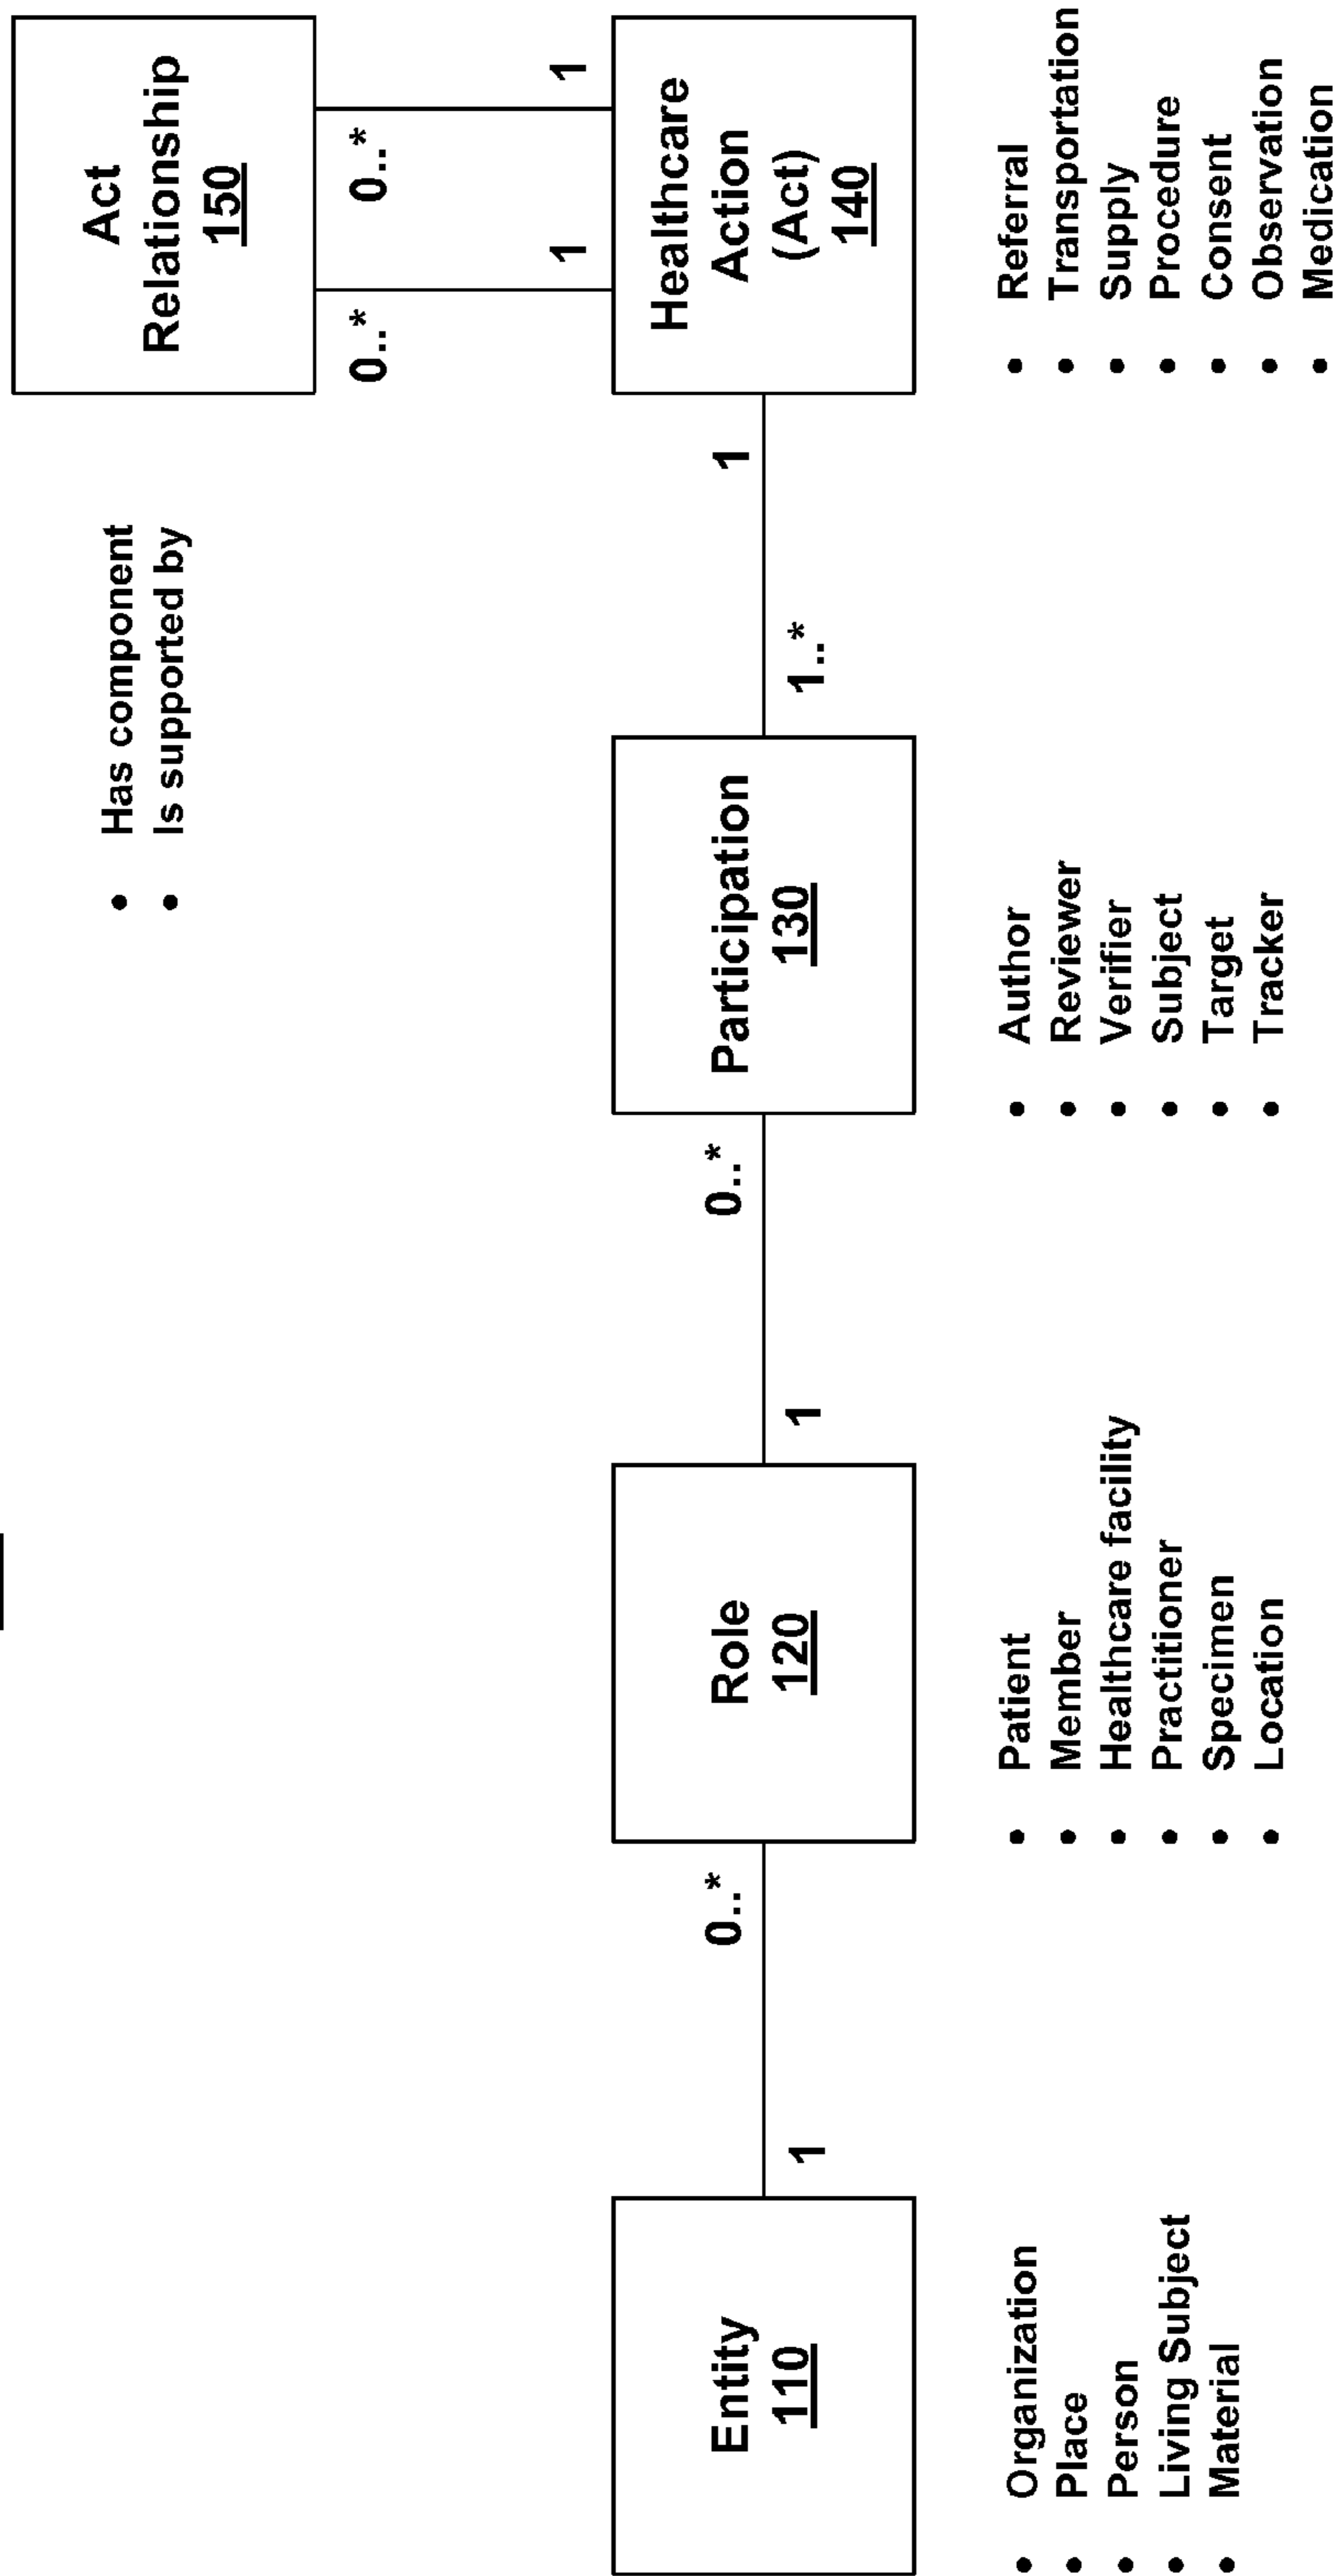 Act
Relationship
150
• Has component
• Is supported by
0..*
0..*
1
1
Entity
110
1
0..*
Role
120
1
0..*
Participation
130
1..*
1
Healthcare
Action
(Act)
140
• Organization
• Place
• Person
• Living Subject
• Material
• Patient
• Member
• Healthcare facility
• Practitioner
• Specimen
• Location
• Author
• Reviewer
• Verifier
• Subject
• Target
• Tracker
• Referral
• Transportation
• Supply
• Procedure
• Consent
• Observation
• Medication